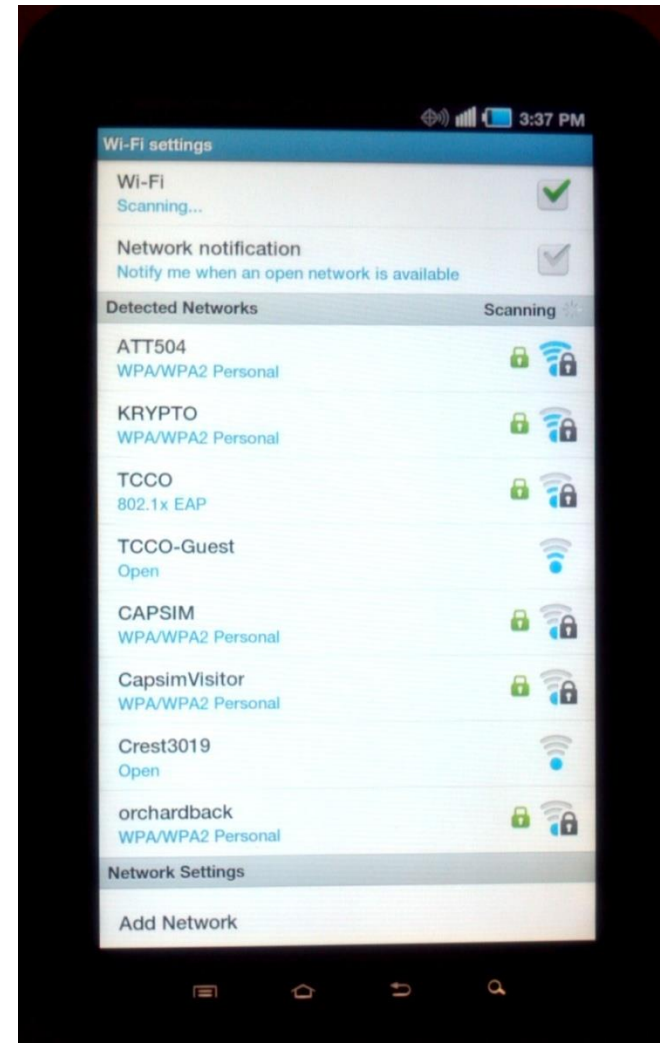 3:37 PM
Wi-Fi settings
Wi-Fi
Scanning...
Network notification
Notify me when an open network is available
Detected Networks Scanning
ATT504
WPA/WPA2 Personal
KRYPTO
WPA/WPA2 Personal
TCCO
802.1x EAP
TCCO-Guest
Open
CAPSIM
WPA/WPA2 Personal
CapsimVisitor
WPA/WPA2 Personal
Crest3019
Open
orchardback
WPA/WPA2 Personal
Network Settings
Add Network